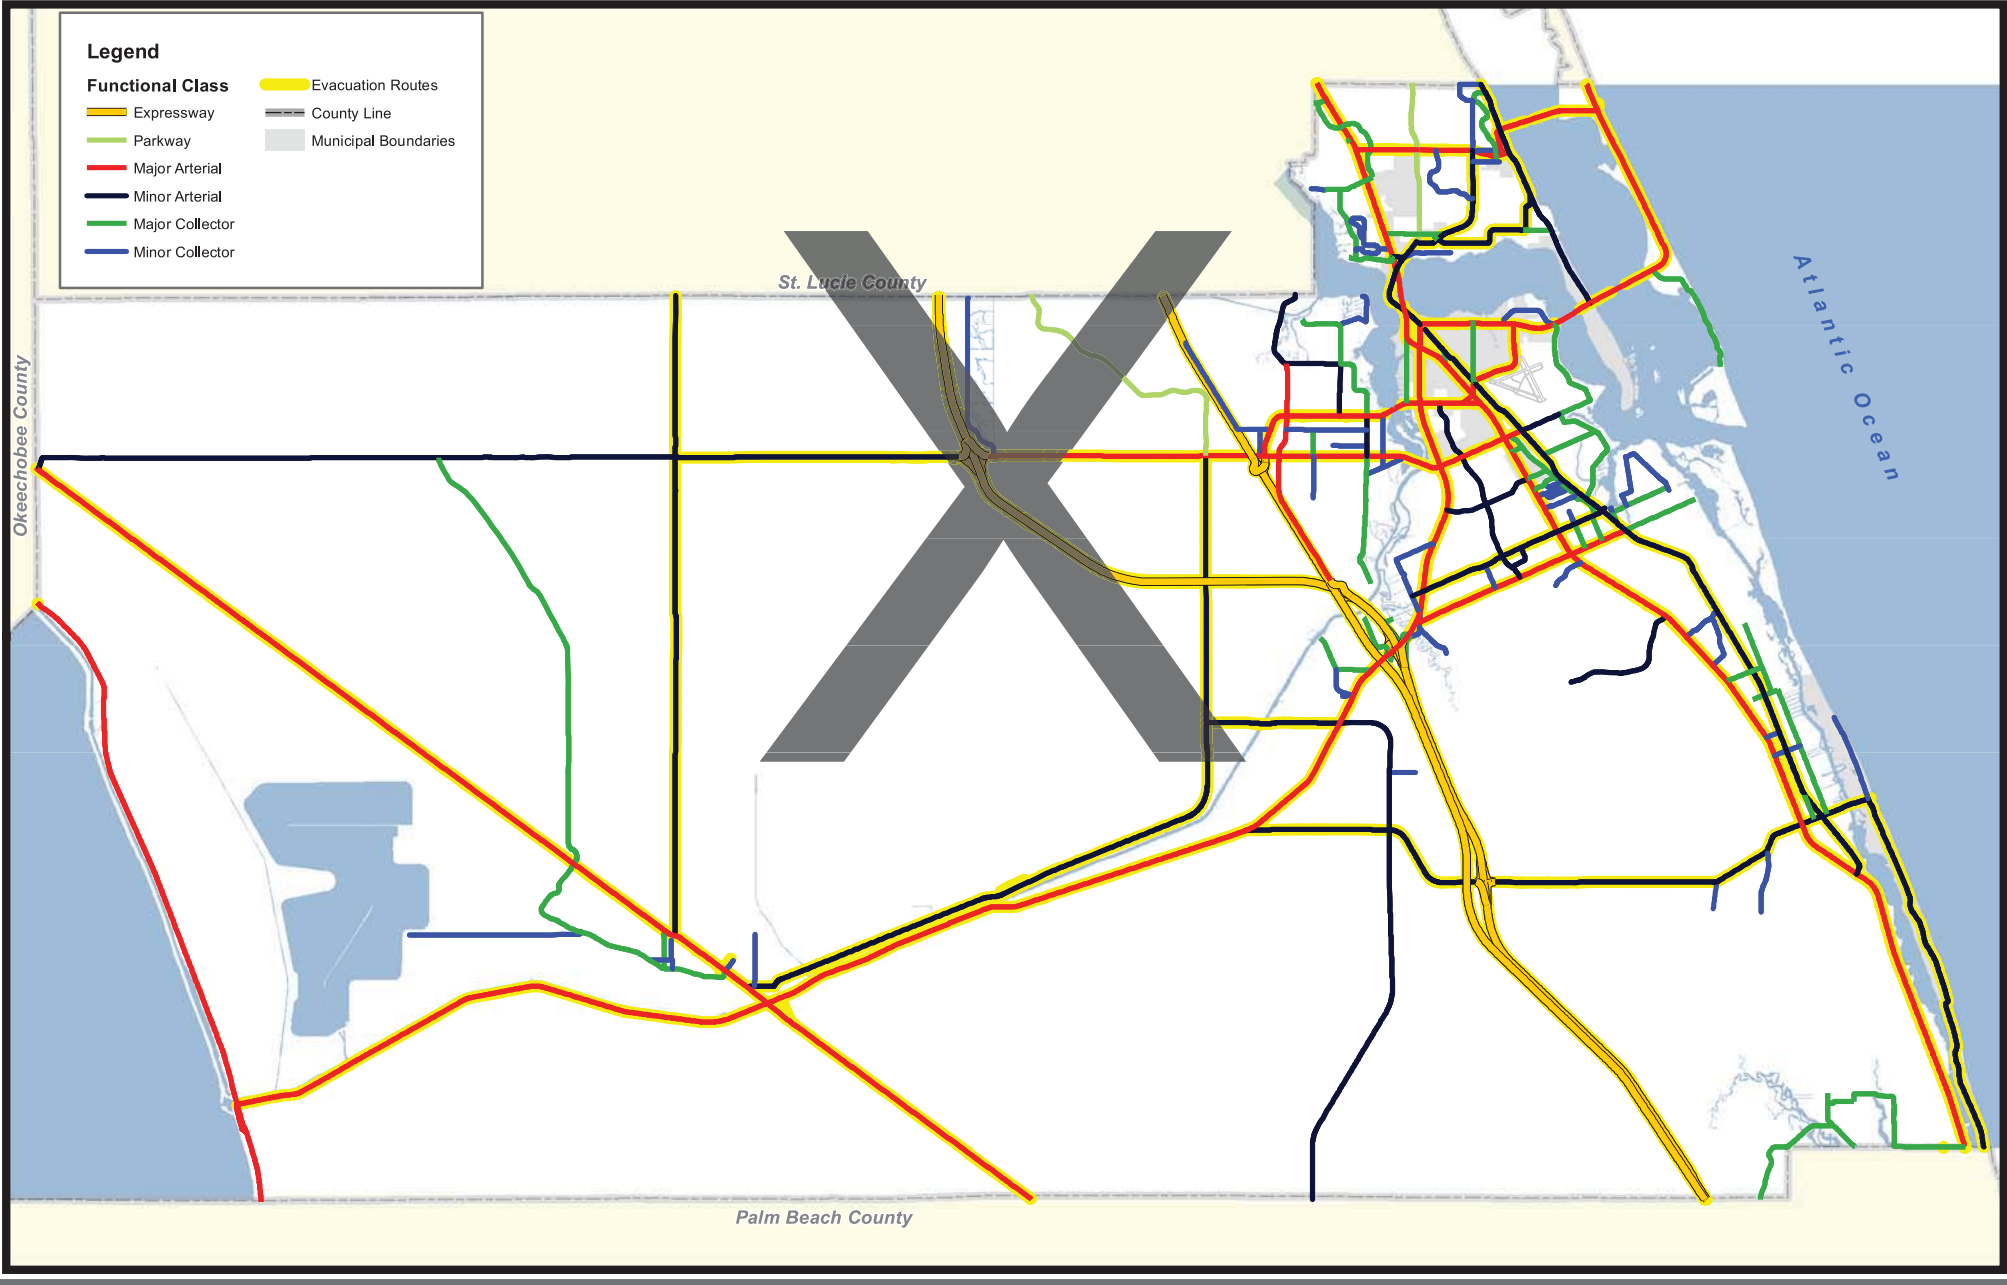 Legend
Functional Class
Expressway
Parkway
Major Arterial
Minor Arterial
Major Collector
Minor Collector
Evacuation Routes
County Line
Municipal Boundaries
St. Lucie County
Okeechobee County
Atlantic Ocean
X
Palm Beach County